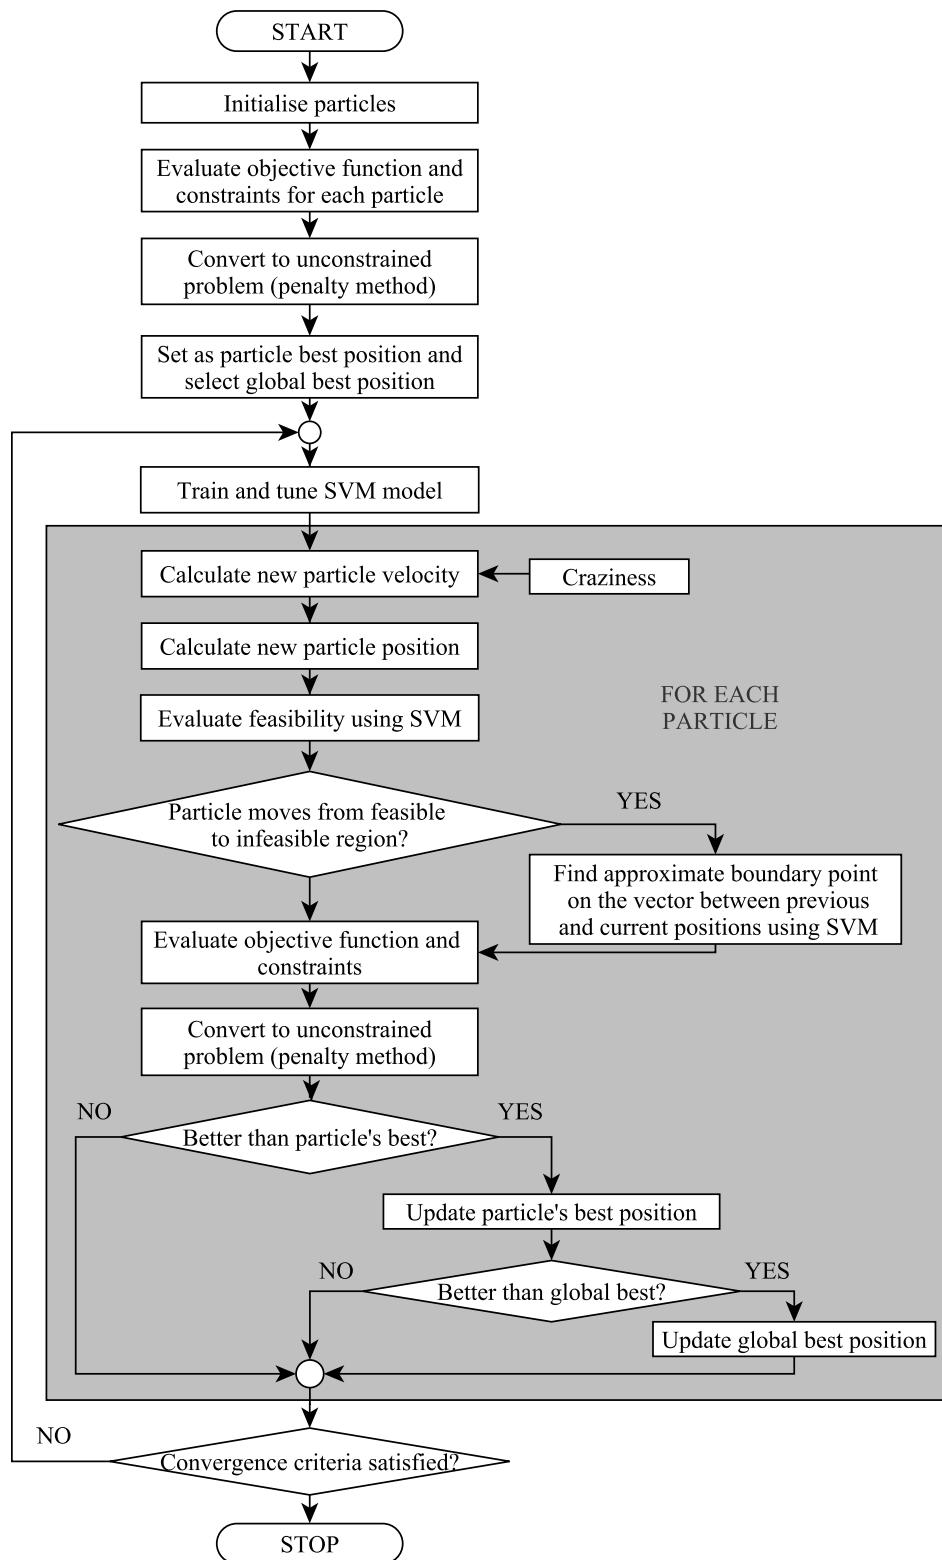 START
Initialise particles
Evaluate objective function and
constraints for each particle
Convert to unconstrained
problem (penalty method)
Set as particle best position and
select global best position
Train and tune SVM model
Calculate new particle velocity
Craziness
Calculate new particle position
FOR EACH
PARTICLE
Evaluate feasibility using SVM
Particle moves from feasible
to infeasible region?
YES
Find approximate boundary point
on the vector between previous
and current positions using SVM
Evaluate objective function and
constraints
Convert to unconstrained
problem (penalty method)
NO
YES
Better than particle's best?
Update particle's best position
NO
YES
Better than global best?
Update global best position
NO
Convergence criteria satisfied?
STOP